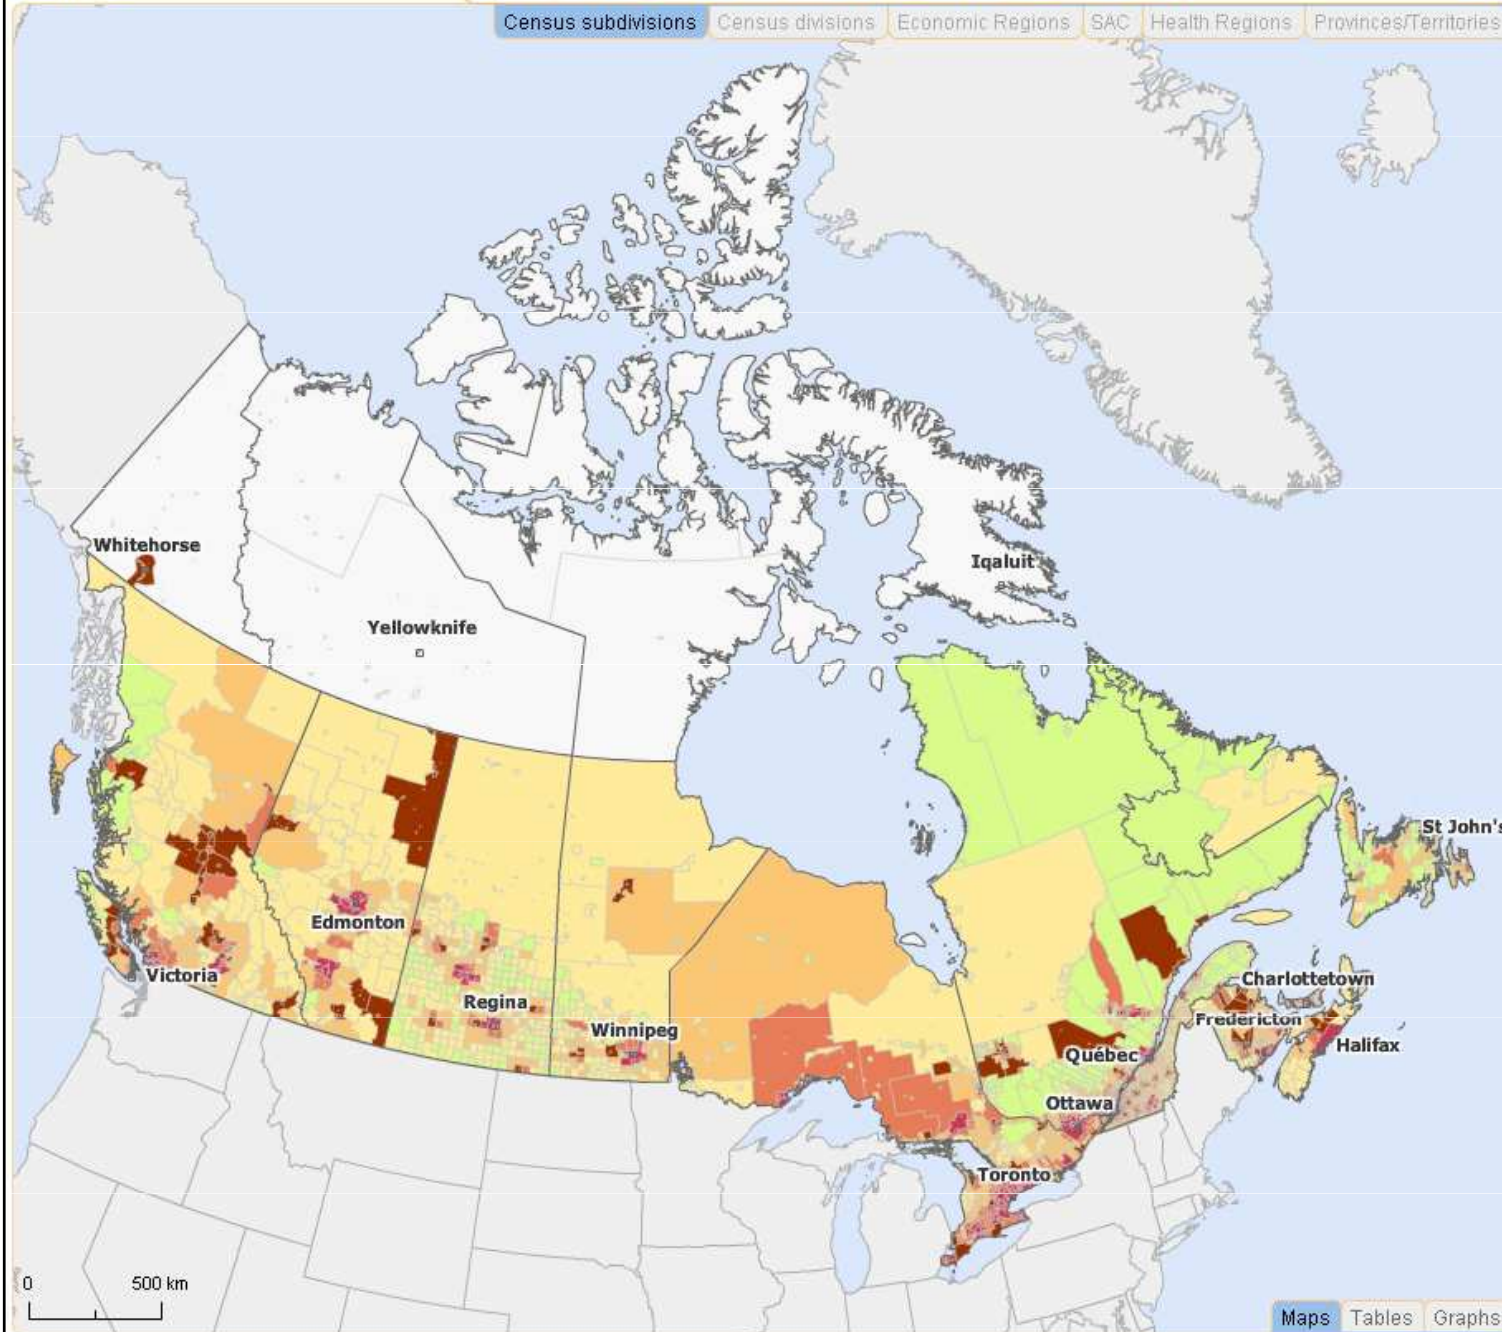 Census subdivisions Census divisions Economic Regions SAC Health Regions Provinces/Territories
Whitehorse
Iqaluit
Yellowknife
St John's
Edmonton
Victoria
Charlottetown
Regina
Fredericton
Winnipeg
Halifax
Québec
Ottawa
Toronto
0 500 km
Maps Tables Graphs